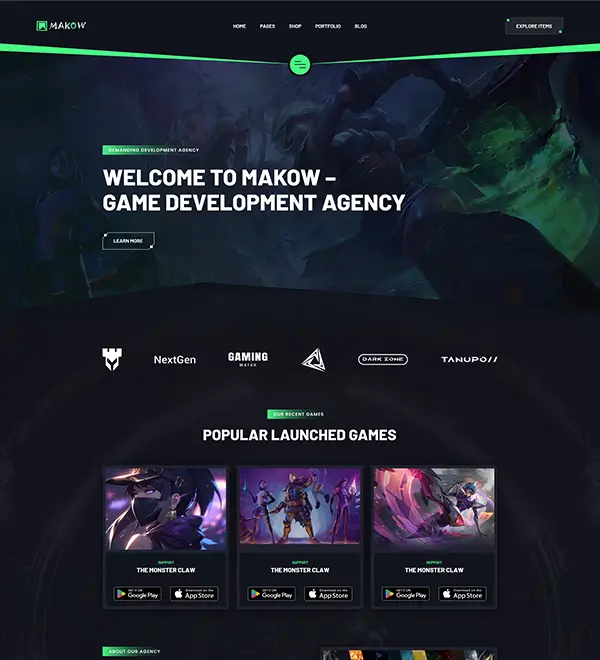 MAKOW
HOME PAGES SHOP PORTFOLIO BLOG
EXPLORE ITEMS
DEMANDING DEVELOPMENT AGENCY
WELCOME TO MAKOW –
GAME DEVELOPMENT AGENCY
LEARN MORE
NextGen
GAMING
WATCH
DARK ZONE
TANUPO//
OUR RECENT GAMES
POPULAR LAUNCHED GAMES
SUPPORT
THE MONSTER CLAW
GET IT ON
Google Play
Download on the
App Store
SUPPORT
THE MONSTER CLAW
GET IT ON
Google Play
Download on the
App Store
SUPPORT
THE MONSTER CLAW
GET IT ON
Google Play
Download on the
App Store
ABOUT OUR AGENCY